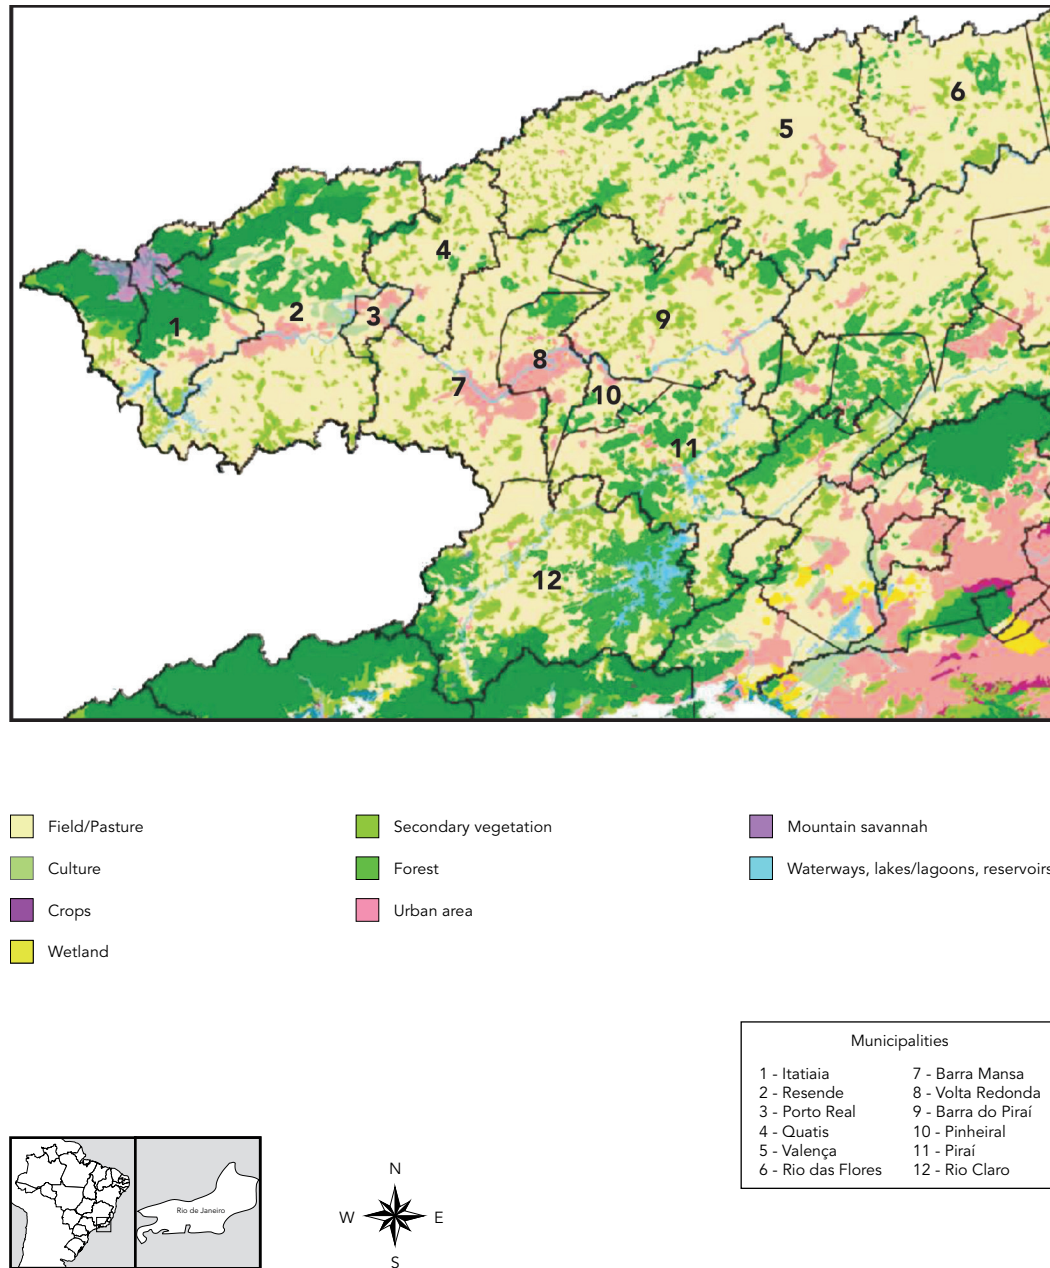 6
5
4
2
3
1
9
8
7
10
11
12
Field/Pasture
Culture
Crops
Wetland
Secondary vegetation
Forest
Urban area
Mountain savannah
Waterways, lakes/lagoons, reservoirs
Municipalities
1 - Itatiaia
2 - Resende
3 - Porto Real
4 - Quatis
5 - Valença
6 - Rio das Flores
7 - Barra Mansa
8 - Volta Redonda
9 - Barra do Piraí
10 - Pinheiral
11 - Piraí
12 - Rio Claro
Rio de Janeiro
N
W E
S